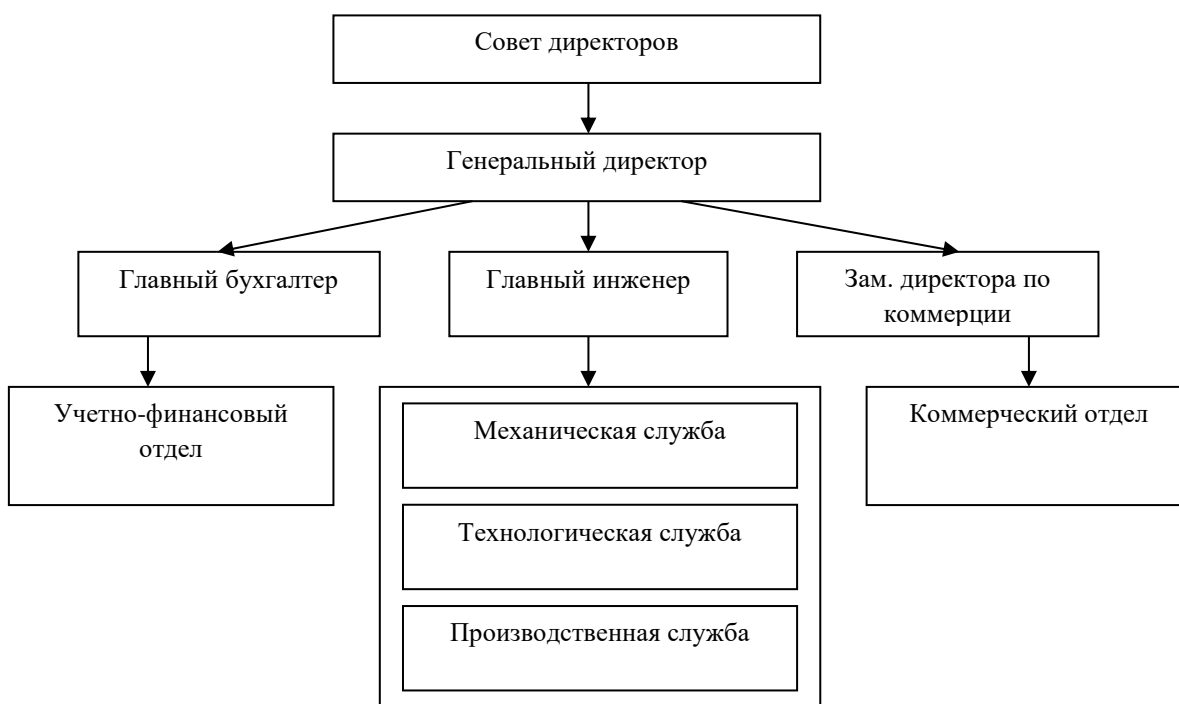 Совет директоров
Генеральный директор
Главный бухгалтер
Главный инженер
Зам. директора по
коммерции
Учетно-финансовый
отдел
Механическая служба
Технологическая служба
Производственная служба
Коммерческий отдел